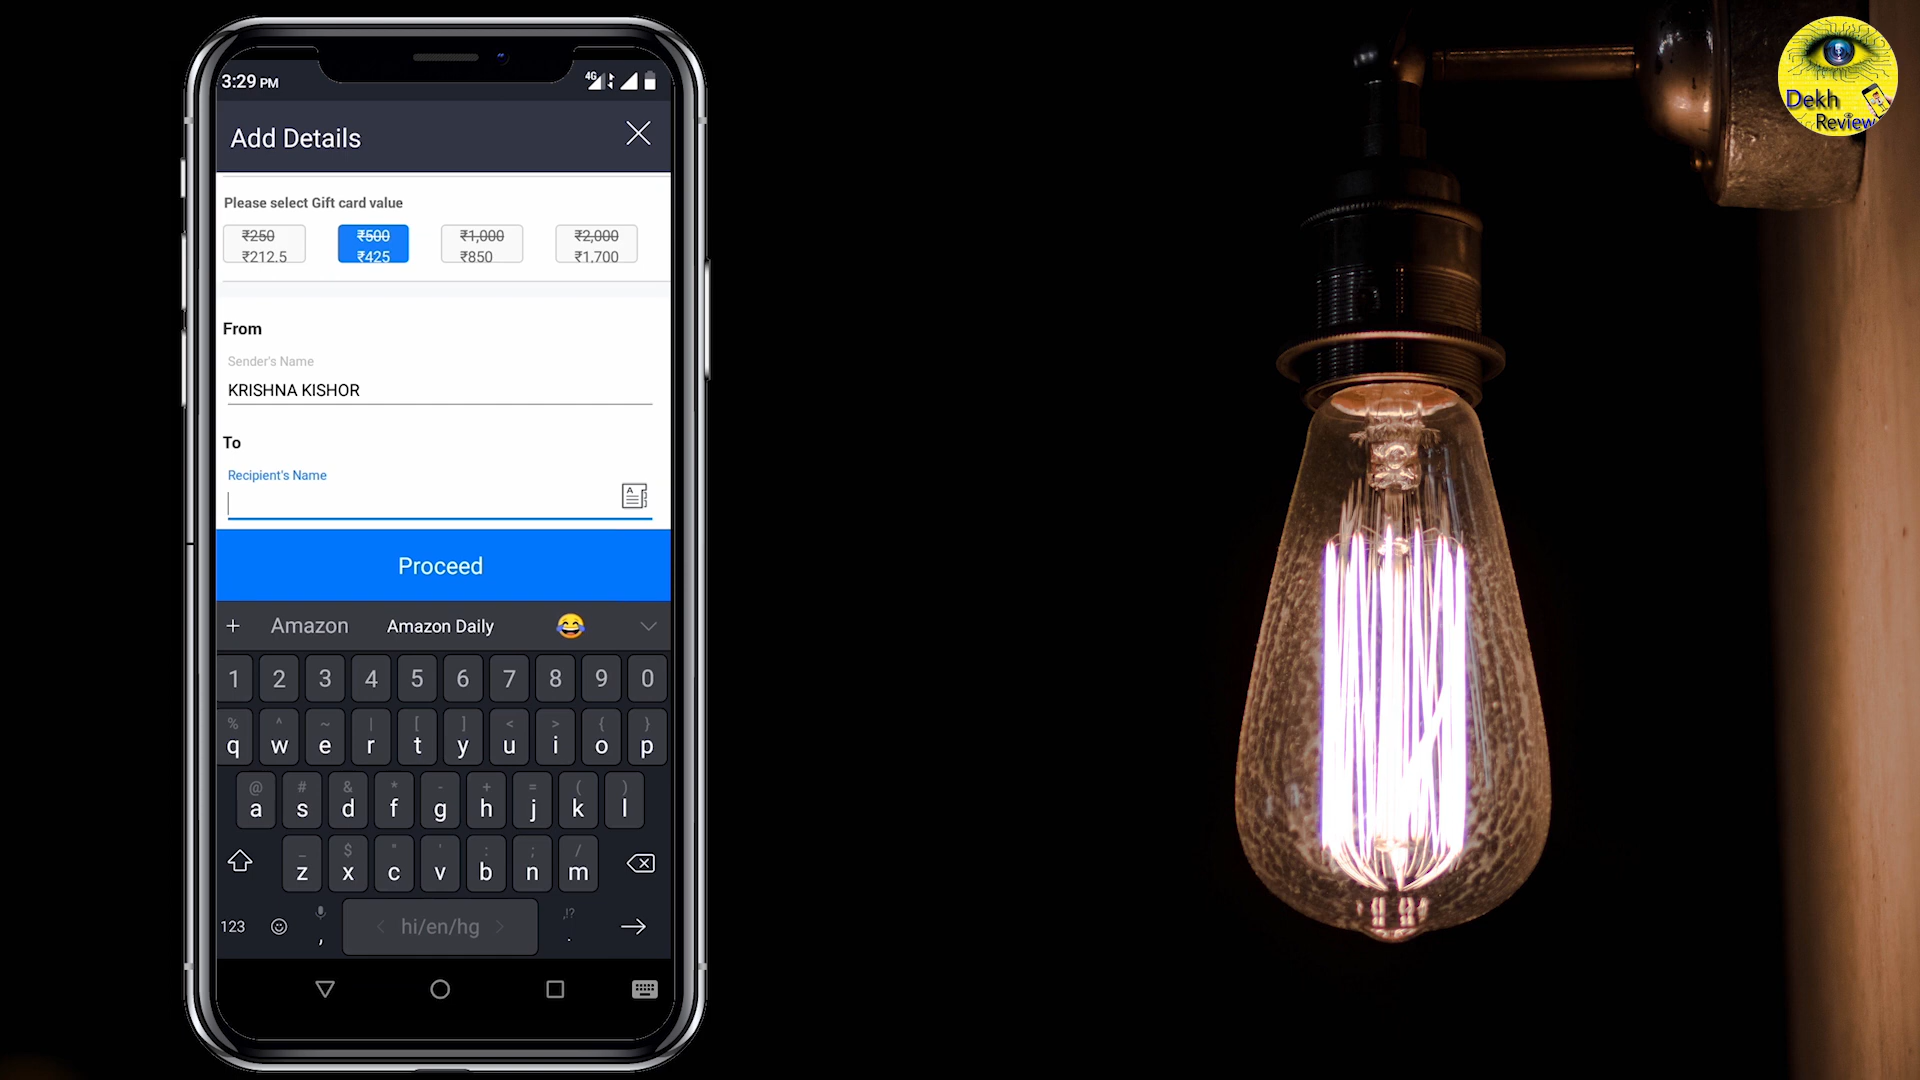 3:29 PM
4G
Add Details
Please select Gift card value
₹250 ₹500 ₹1,000 ₹2,000
₹212.5 ₹425 ₹850 ₹1,700
From
Sender's Name
KRISHNA KISHOR
To
Recipient's Name
A
Proceed
+ Amazon Amazon Daily 😂
1 2 3 4 5 6 7 8 9 0
% ^ ~ | [ ] < > { }
q w e r t y u i o p
@ # & * - + = ( )
a s d f g h j k l
_ $ " ' : ; /
z x c v b n m
,!?
123 , < hi/en/hg > .
Dekh
Review